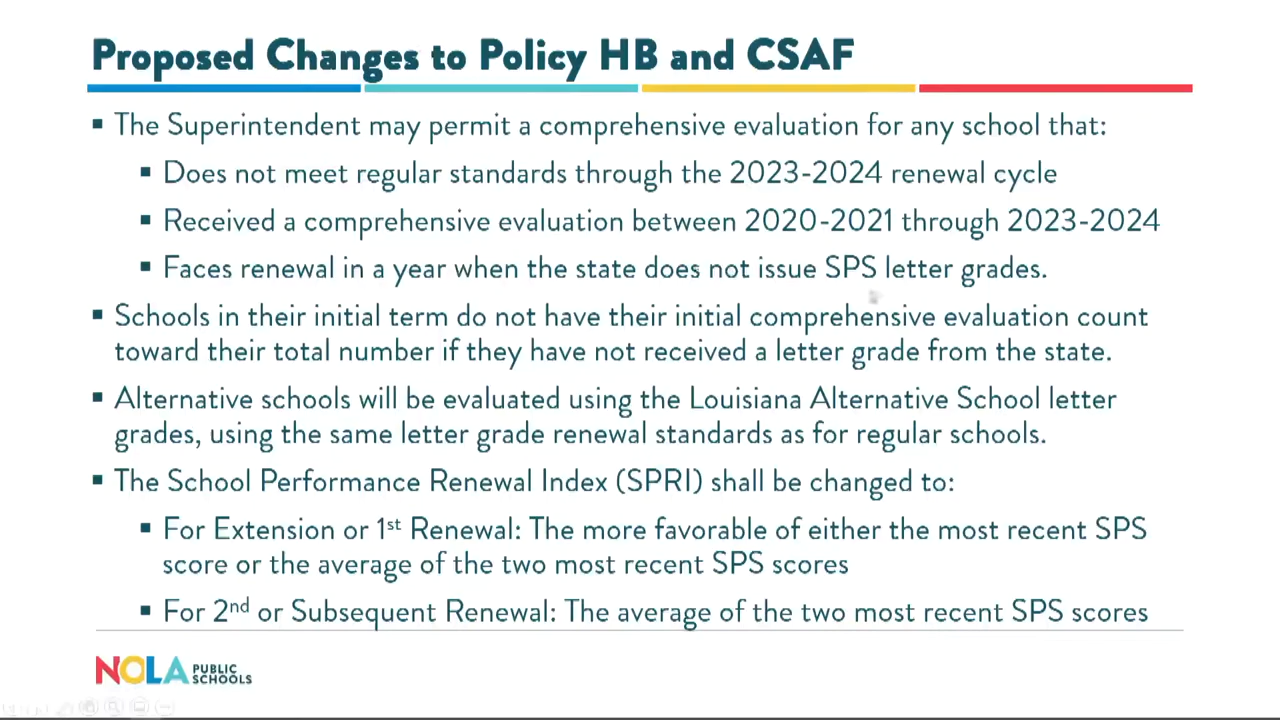 Proposed Changes to Policy HB and CSAF
▪ The Superintendent may permit a comprehensive evaluation for any school that:
▪ Does not meet regular standards through the 2023-2024 renewal cycle
▪ Received a comprehensive evaluation between 2020-2021 through 2023-2024
▪ Faces renewal in a year when the state does not issue SPS letter grades.
▪ Schools in their initial term do not have their initial comprehensive evaluation count
toward their total number if they have not received a letter grade from the state.
▪ Alternative schools will be evaluated using the Louisiana Alternative School letter
grades, using the same letter grade renewal standards as for regular schools.
▪ The School Performance Renewal Index (SPRI) shall be changed to:
▪ For Extension or 1st Renewal: The more favorable of either the most recent SPS
score or the average of the two most recent SPS scores
▪ For 2nd or Subsequent Renewal: The average of the two most recent SPS scores
NOLA PUBLIC
SCHOOLS